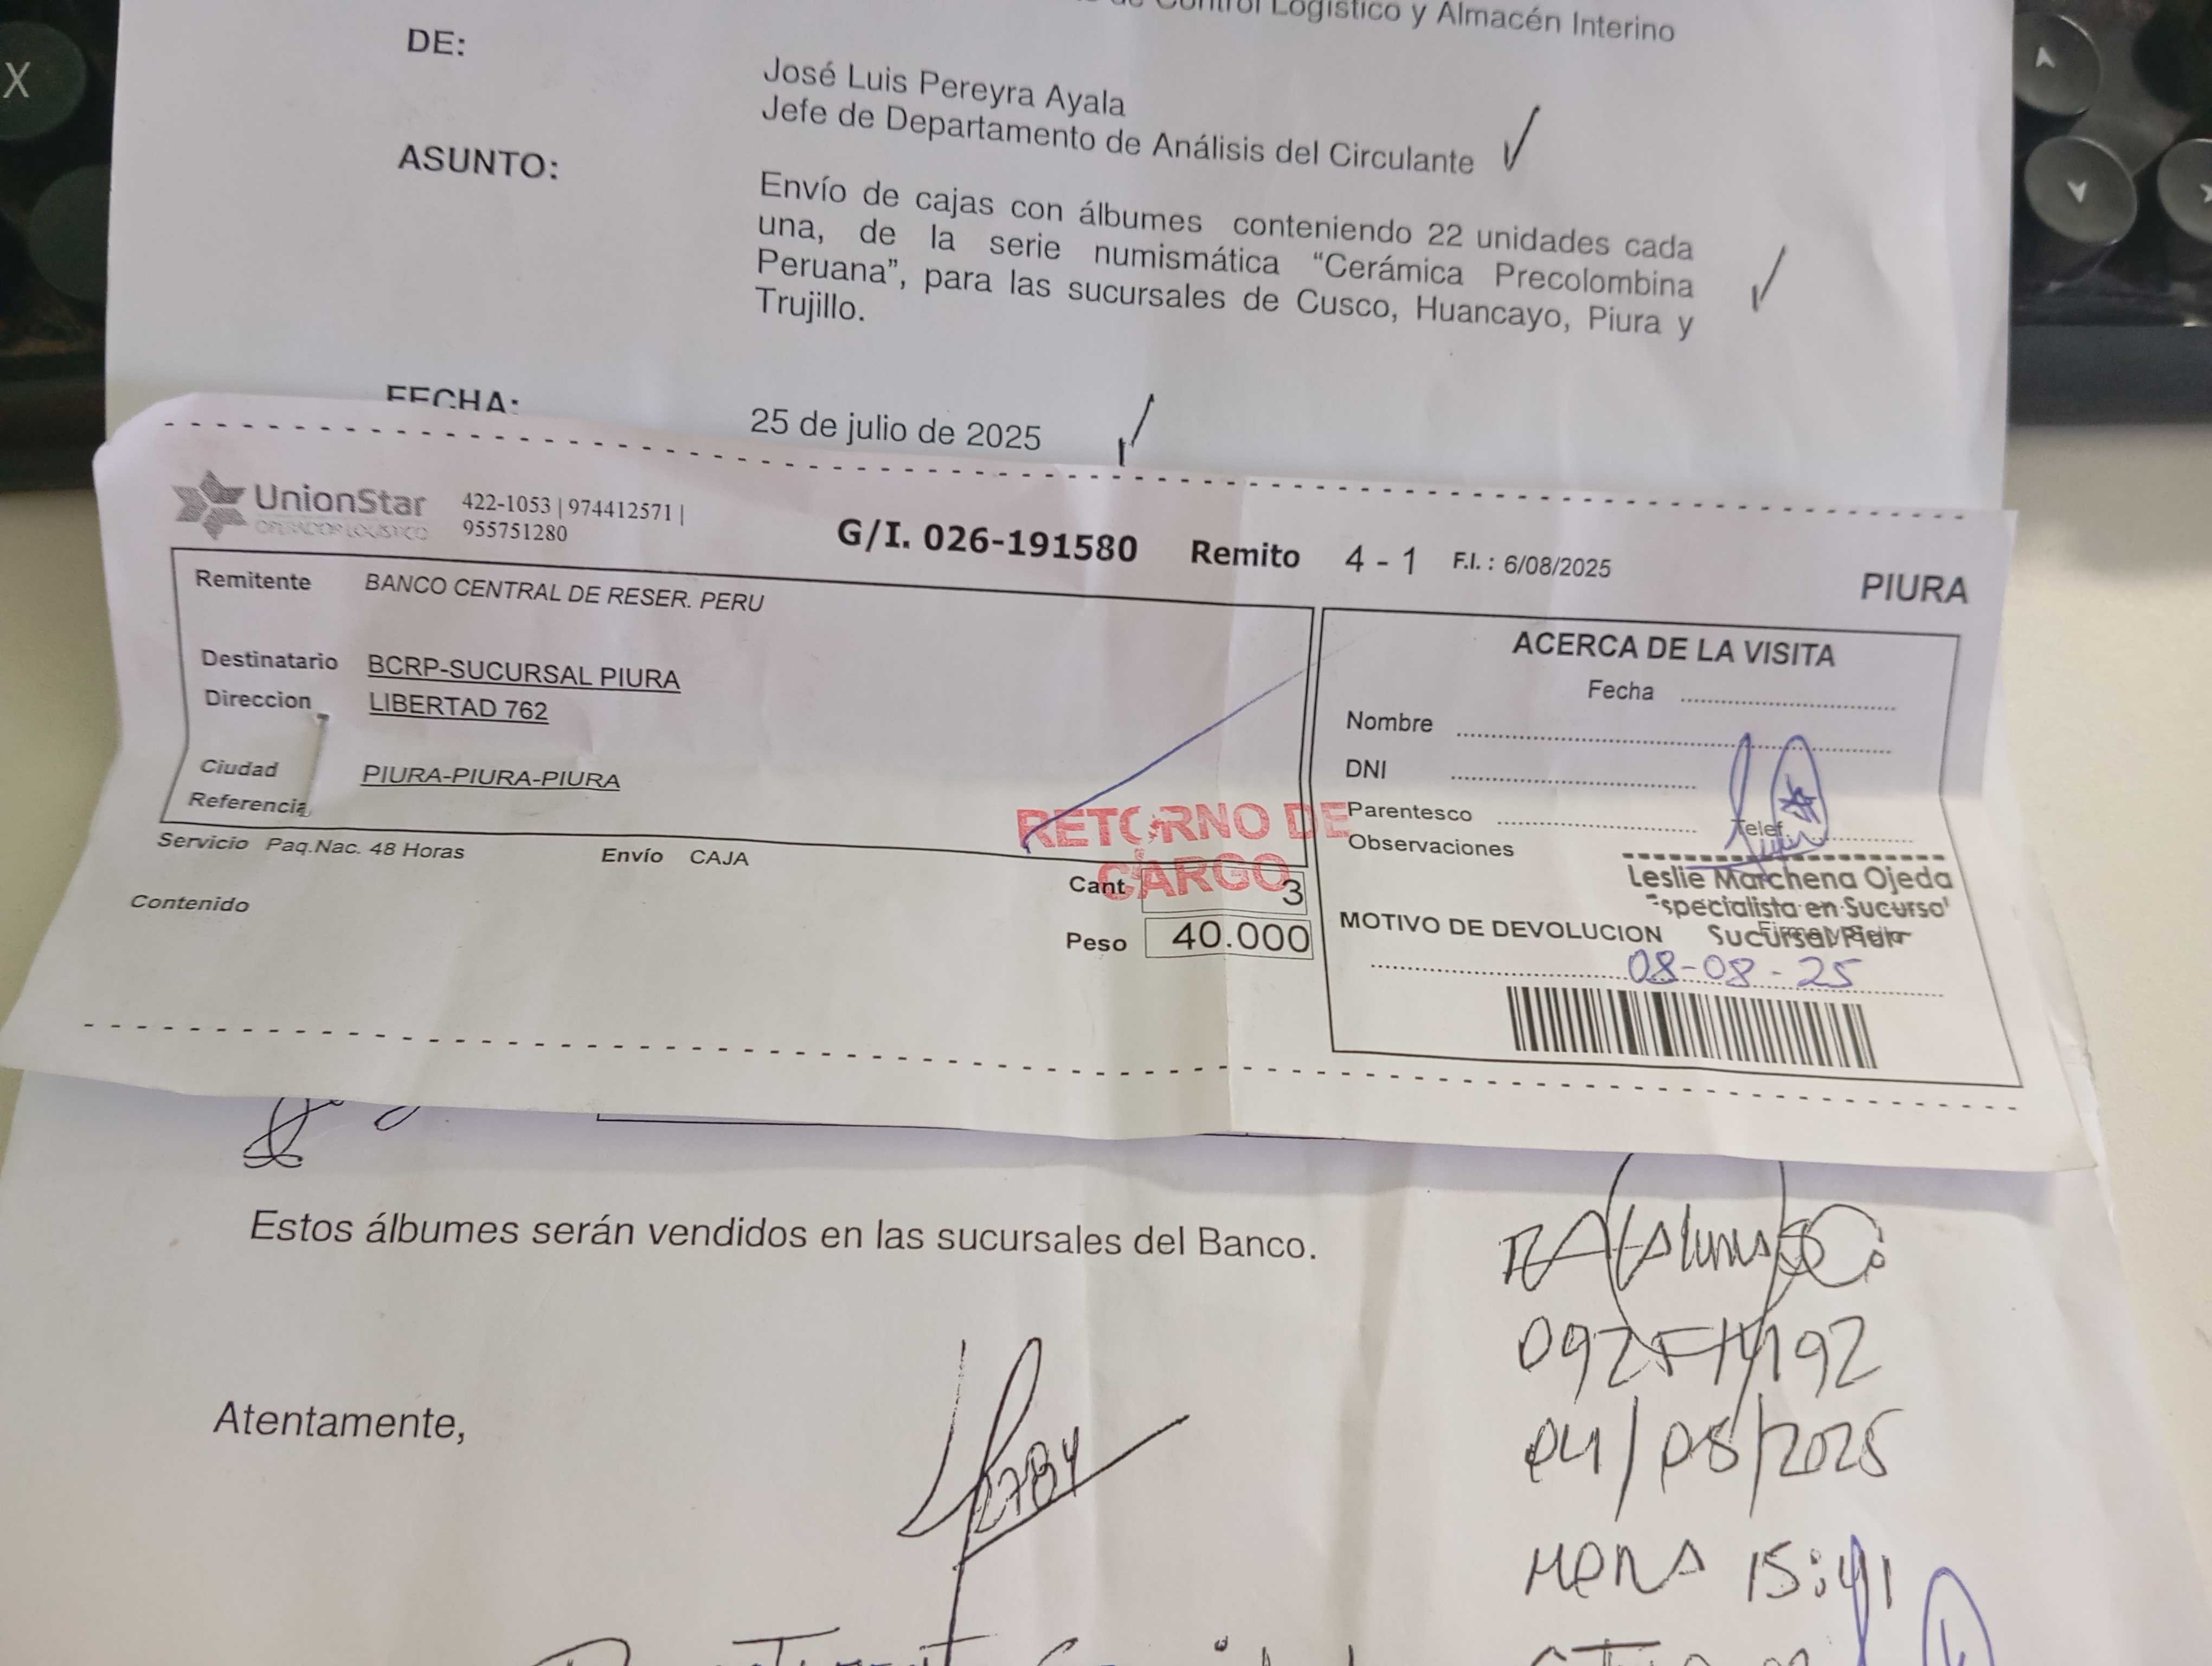 Control Logístico y Almacén Interino
DE:
José Luis Pereyra Ayala
Jefe de Departamento de Análisis del Circulante
ASUNTO:
Envío de cajas con álbumes conteniendo 22 unidades cada
una, de la serie numismática “Cerámica Precolombina
Peruana”, para las sucursales de Cusco, Huancayo, Piura y
Trujillo.
FECHA:
25 de julio de 2025
UnionStar
OPERADOR LOGISTICO
422-1053 | 974412571 |
955751280
G/I. 026-191580 Remito 4 - 1 F.I. : 6/08/2025
PIURA
Remitente BANCO CENTRAL DE RESER. PERU
Destinatario BCRP-SUCURSAL PIURA
Direccion LIBERTAD 762
Ciudad PIURA-PIURA-PIURA
Referencia
Servicio Paq.Nac. 48 Horas Envío CAJA
Contenido
RETORNO DE
CARGO
Cant 3
Peso 40.000
ACERCA DE LA VISITA
Fecha
Nombre
DNI
Parentesco
Telef.
Observaciones
Leslie Marchena Ojeda
Especialista en Sucursal
MOTIVO DE DEVOLUCION
Sucursal Piura
08-08-25
Estos álbumes serán vendidos en las sucursales del Banco.
Atentamente,
04/08/2025
HORA 15:41